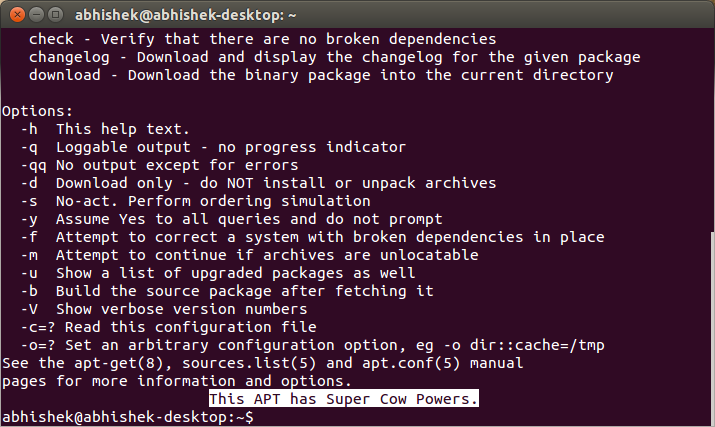 abhishek@abhishek-desktop: ~
check - Verify that there are no broken dependencies
changelog - Download and display the changelog for the given package
download - Download the binary package into the current directory
Options:
-h  This help text.
-q  Loggable output - no progress indicator
-qq No output except for errors
-d  Download only - do NOT install or unpack archives
-s  No-act. Perform ordering simulation
-y  Assume Yes to all queries and do not prompt
-f  Attempt to correct a system with broken dependencies in place
-m  Attempt to continue if archives are unlocatable
-u  Show a list of upgraded packages as well
-b  Build the source package after fetching it
-V  Show verbose version numbers
-c=? Read this configuration file
-o=? Set an arbitrary configuration option, eg -o dir::cache=/tmp
See the apt-get(8), sources.list(5) and apt.conf(5) manual
pages for more information and options.
This APT has Super Cow Powers.
abhishek@abhishek-desktop:~$